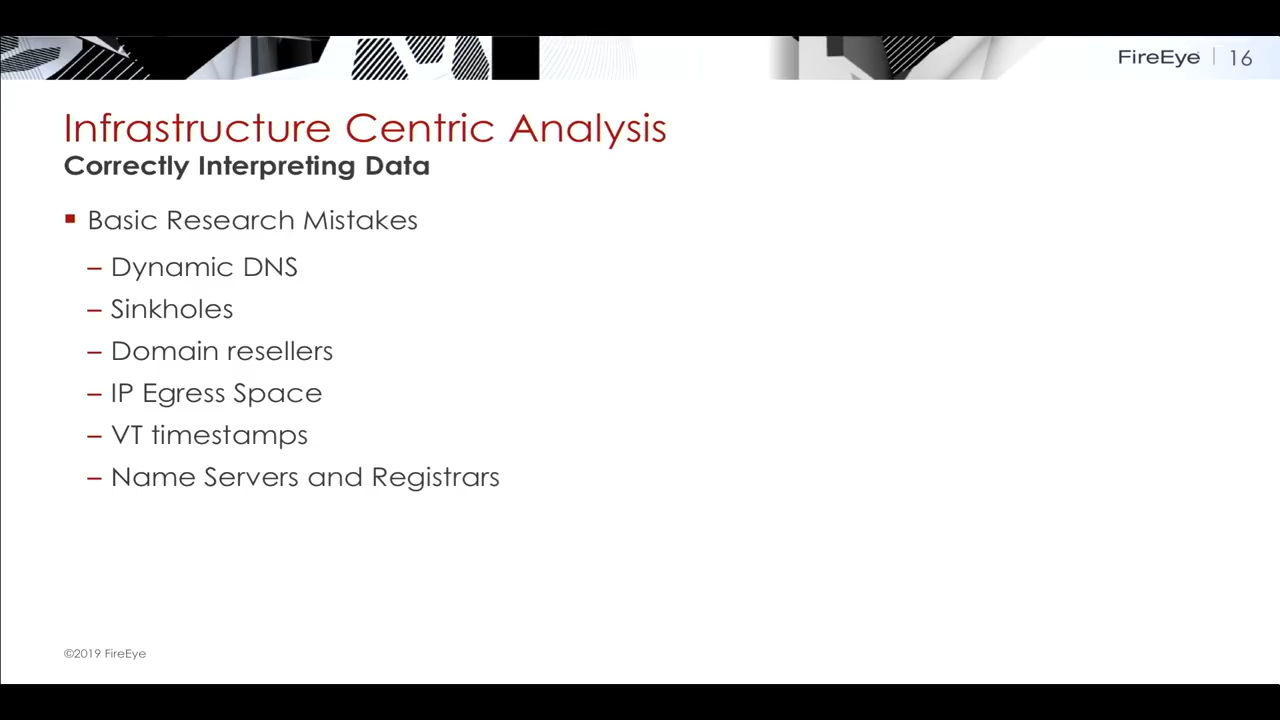 FireEye | 16
Infrastructure Centric Analysis
Correctly Interpreting Data
▪ Basic Research Mistakes
– Dynamic DNS
– Sinkholes
– Domain resellers
– IP Egress Space
– VT timestamps
– Name Servers and Registrars
©2019 FireEye